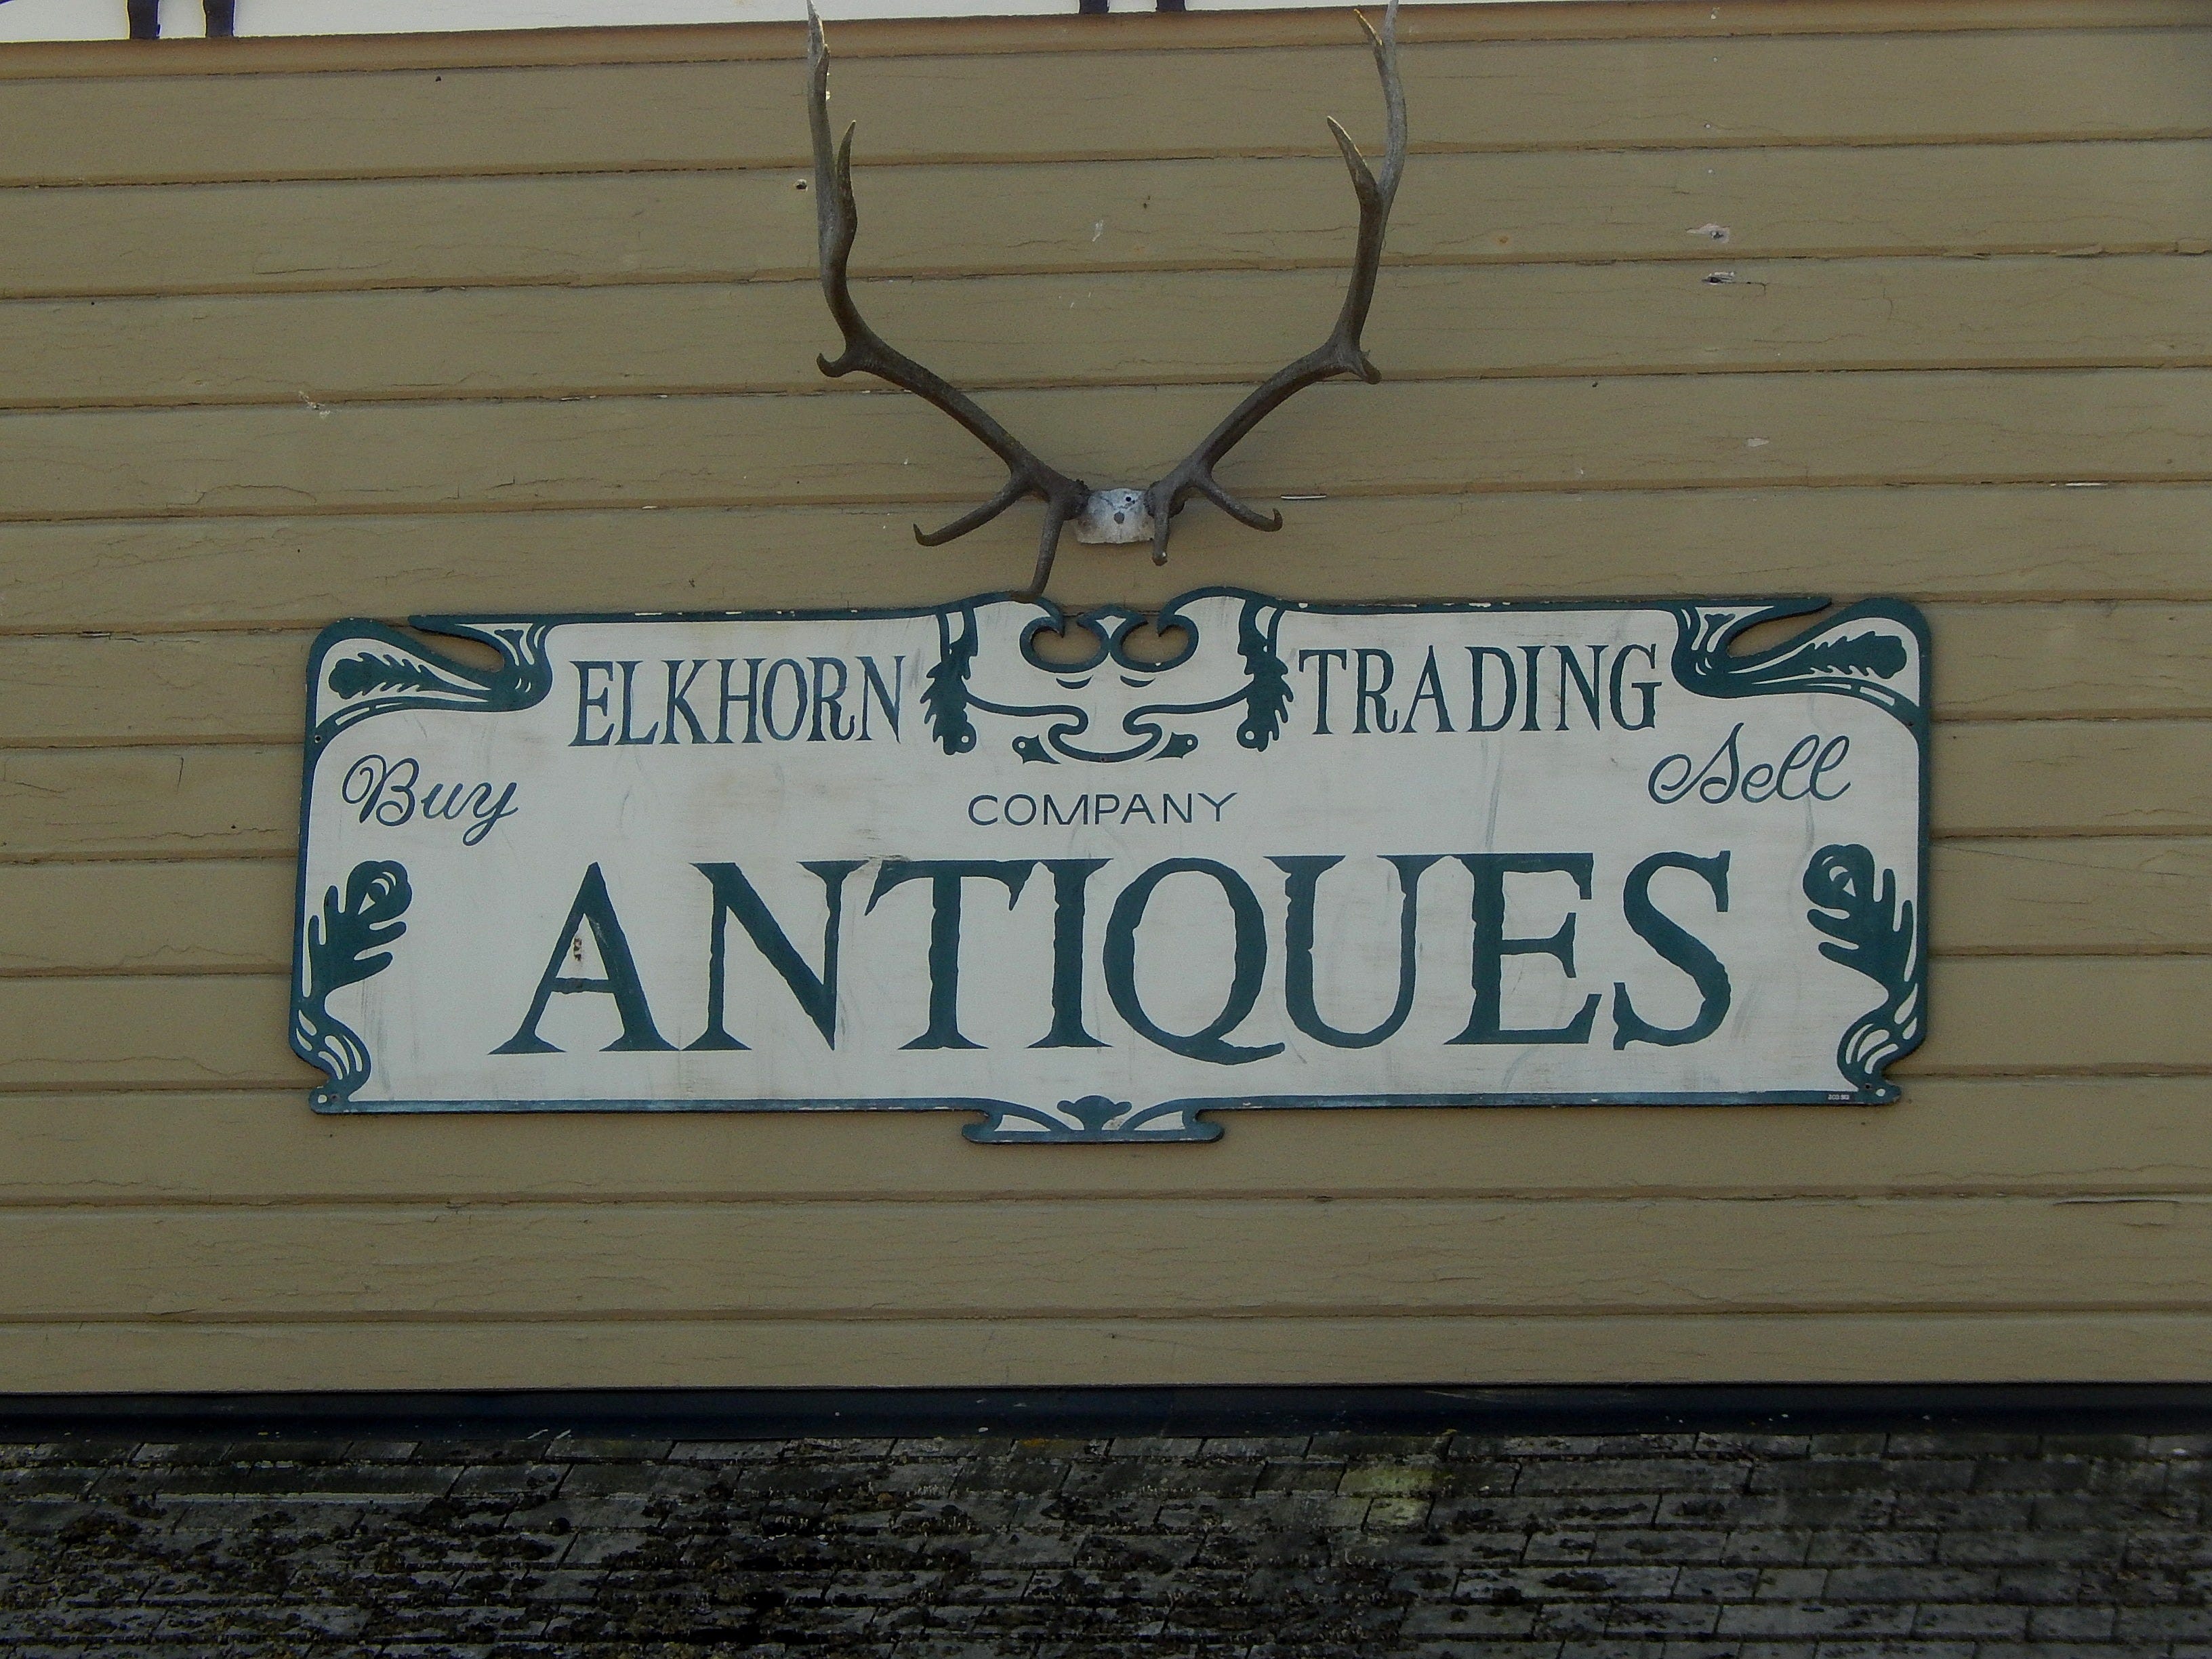 ELKHORN TRADING
Buy Sell
COMPANY
ANTIQUES